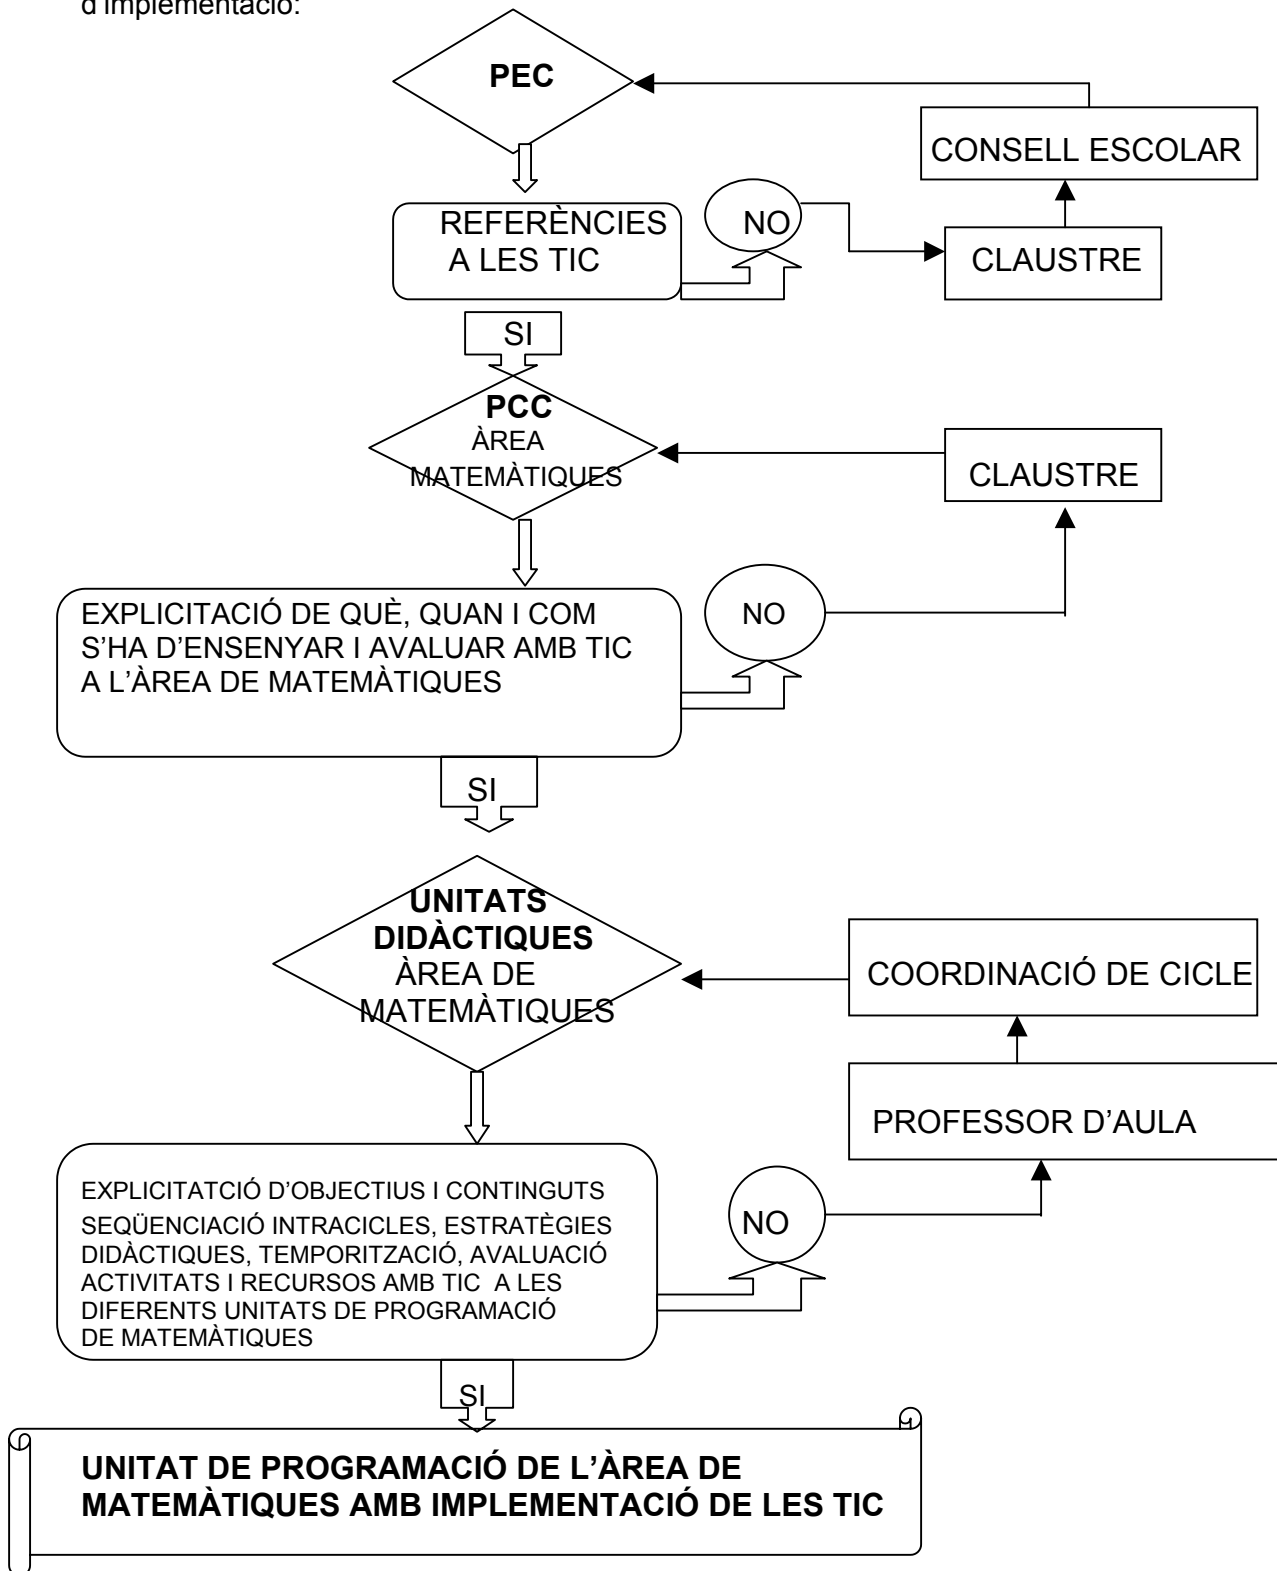 d'implementació:
PEC
CONSELL ESCOLAR
REFERÈNCIES
A LES TIC
NO
CLAUSTRE
SI
PCC
ÀREA
MATEMÀTIQUES
CLAUSTRE
EXPLICITACIÓ DE QUÈ, QUAN I COM
S’HA D’ENSENYAR I AVALUAR AMB TIC
A L’ÀREA DE MATEMÀTIQUES
NO
SI
UNITATS
DIDÀCTIQUES
ÀREA DE
MATEMÀTIQUES
COORDINACIÓ DE CICLE
PROFESSOR D’AULA
EXPLICITATCIÓ D’OBJECTIUS I CONTINGUTS
SEQÜENCIACIÓ INTRACICLES, ESTRATÈGIES
DIDÀCTIQUES, TEMPORITZACIÓ, AVALUACIÓ
ACTIVITATS I RECURSOS AMB TIC  A LES
DIFERENTS UNITATS DE PROGRAMACIÓ
DE MATEMÀTIQUES
NO
SI
UNITAT DE PROGRAMACIÓ DE L’ÀREA DE
MATEMÀTIQUES AMB IMPLEMENTACIÓ DE LES TIC